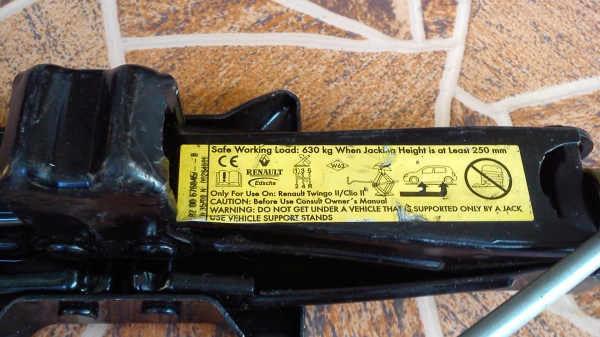 Safe Working Load: 630 kg When Jacking Height is at Least 250 mm
CE RENAULT W62
Edscha
Only For Use On: Renault Twingo II/Clio II
CAUTION: Before Use Consult Owner's Manual
WARNING: DO NOT GET UNDER A VEHICLE THAT IS SUPPORTED ONLY BY A JACK
USE VEHICLE SUPPORT STANDS